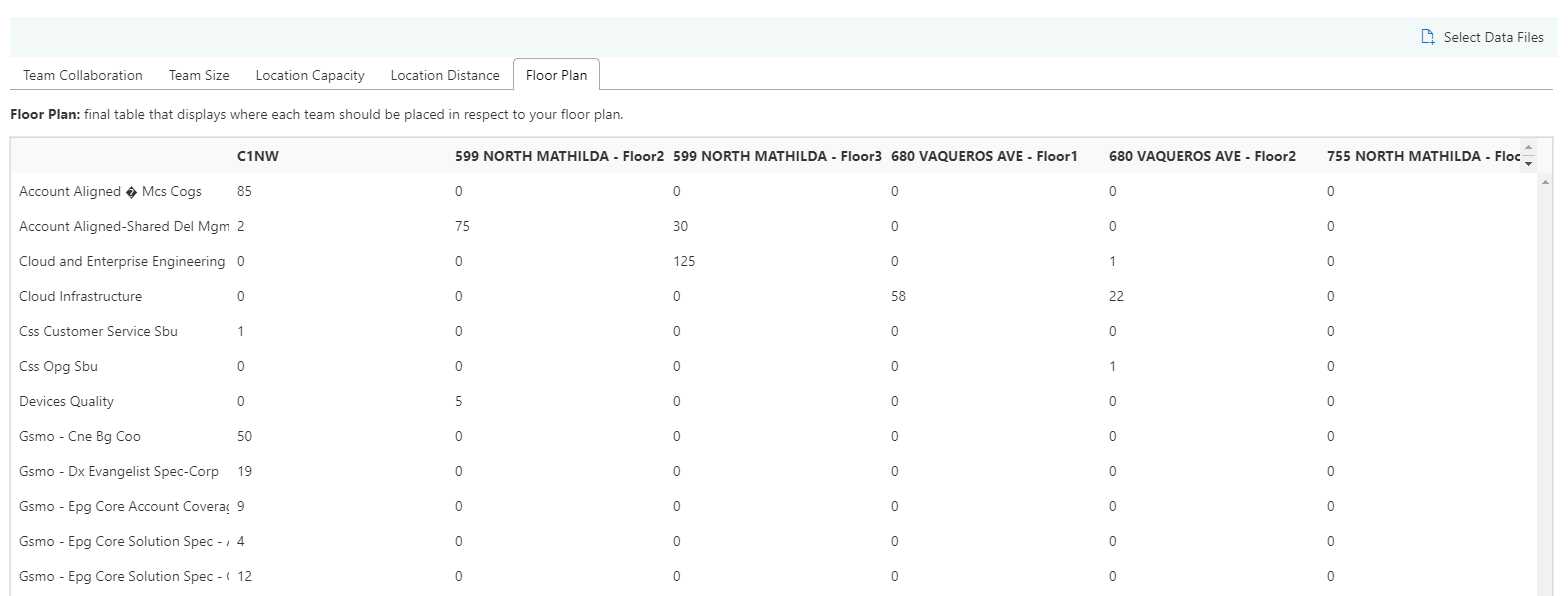 Select Data Files
Team Collaboration Team Size Location Capacity Location Distance Floor Plan
Floor Plan: final table that displays where each team should be placed in respect to your floor plan.
C1NW 599 NORTH MATHILDA - Floor2 599 NORTH MATHILDA - Floor3 680 VAQUEROS AVE - Floor1 680 VAQUEROS AVE - Floor2 755 NORTH MATHILDA - Floc
Account Aligned � Mcs Cogs 85 0 0 0 0 0
Account Aligned-Shared Del Mgm 2 75 30 0 0 0
Cloud and Enterprise Engineering 0 0 125 0 1 0
Cloud Infrastructure 0 0 0 58 22 0
Css Customer Service Sbu 1 0 0 0 0 0
Css Opg Sbu 0 0 0 0 1 0
Devices Quality 0 5 0 0 0 0
Gsmo - Cne Bg Coo 50 0 0 0 0 0
Gsmo - Dx Evangelist Spec-Corp 19 0 0 0 0 0
Gsmo - Epg Core Account Coverag 9 0 0 0 0 0
Gsmo - Epg Core Solution Spec - 4 0 0 0 0 0
Gsmo - Epg Core Solution Spec - 12 0 0 0 0 0